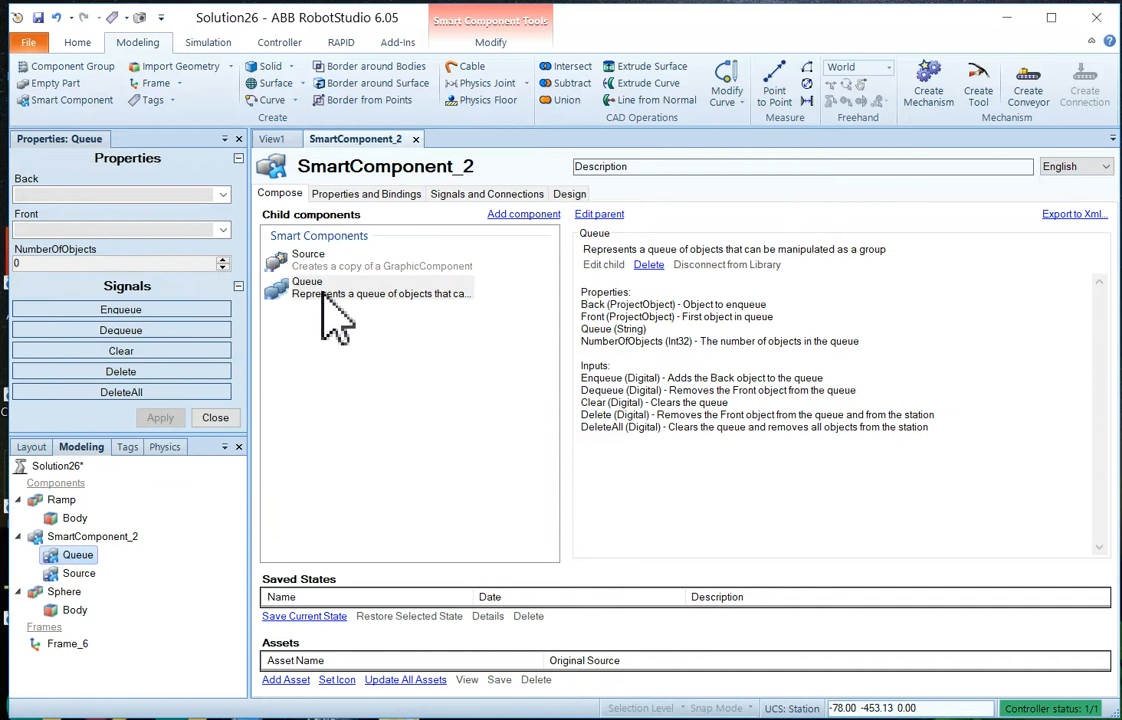 Solution26 - ABB RobotStudio 6.05
Smart Component Tools
File
Home
Modeling
Simulation
Controller
RAPID
Add-Ins
Modify
Component Group
Import Geometry
Solid
Border around Bodies
Cable
Intersect
Extrude Surface
Empty Part
Frame
Surface
Border around Surface
Physics Joint
Subtract
Extrude Curve
Smart Component
Tags
Curve
Border from Points
Physics Floor
Union
Line from Normal
Modify
Curve
Point
to Point
World
Create
Mechanism
Create
Tool
Create
Conveyor
Create
Connection
Create
CAD Operations
Measure
Freehand
Mechanism
Properties: Queue
Properties
Back
Front
NumberOfObjects
0
Signals
Enqueue
Dequeue
Clear
Delete
DeleteAll
Apply
Close
Layout
Modeling
Tags
Physics
Solution26*
Components
Ramp
Body
SmartComponent_2
Queue
Source
Sphere
Body
Frames
Frame_6
View1
SmartComponent_2
SmartComponent_2
Description
English
Compose
Properties and Bindings
Signals and Connections
Design
Child components
Add component
Edit parent
Export to Xml...
Smart Components
Source
Creates a copy of a GraphicComponent
Queue
Represents a queue of objects that ca...
Queue
Represents a queue of objects that can be manipulated as a group
Edit child
Delete
Disconnect from Library
Properties:
Back (ProjectObject) - Object to enqueue
Front (ProjectObject) - First object in queue
Queue (String)
NumberOfObjects (Int32) - The number of objects in the queue
Inputs:
Enqueue (Digital) - Adds the Back object to the queue
Dequeue (Digital) - Removes the Front object from the queue
Clear (Digital) - Clears the queue
Delete (Digital) - Removes the Front object from the queue and from the station
DeleteAll (Digital) - Clears the queue and removes all objects from the station
Saved States
Name
Date
Description
Save Current State
Restore Selected State
Details
Delete
Assets
Asset Name
Original Source
Add Asset
Set Icon
Update All Assets
View
Save
Delete
Selection Level
Snap Mode
UCS: Station
-78.00 -453.13 0.00
Controller status: 1/1